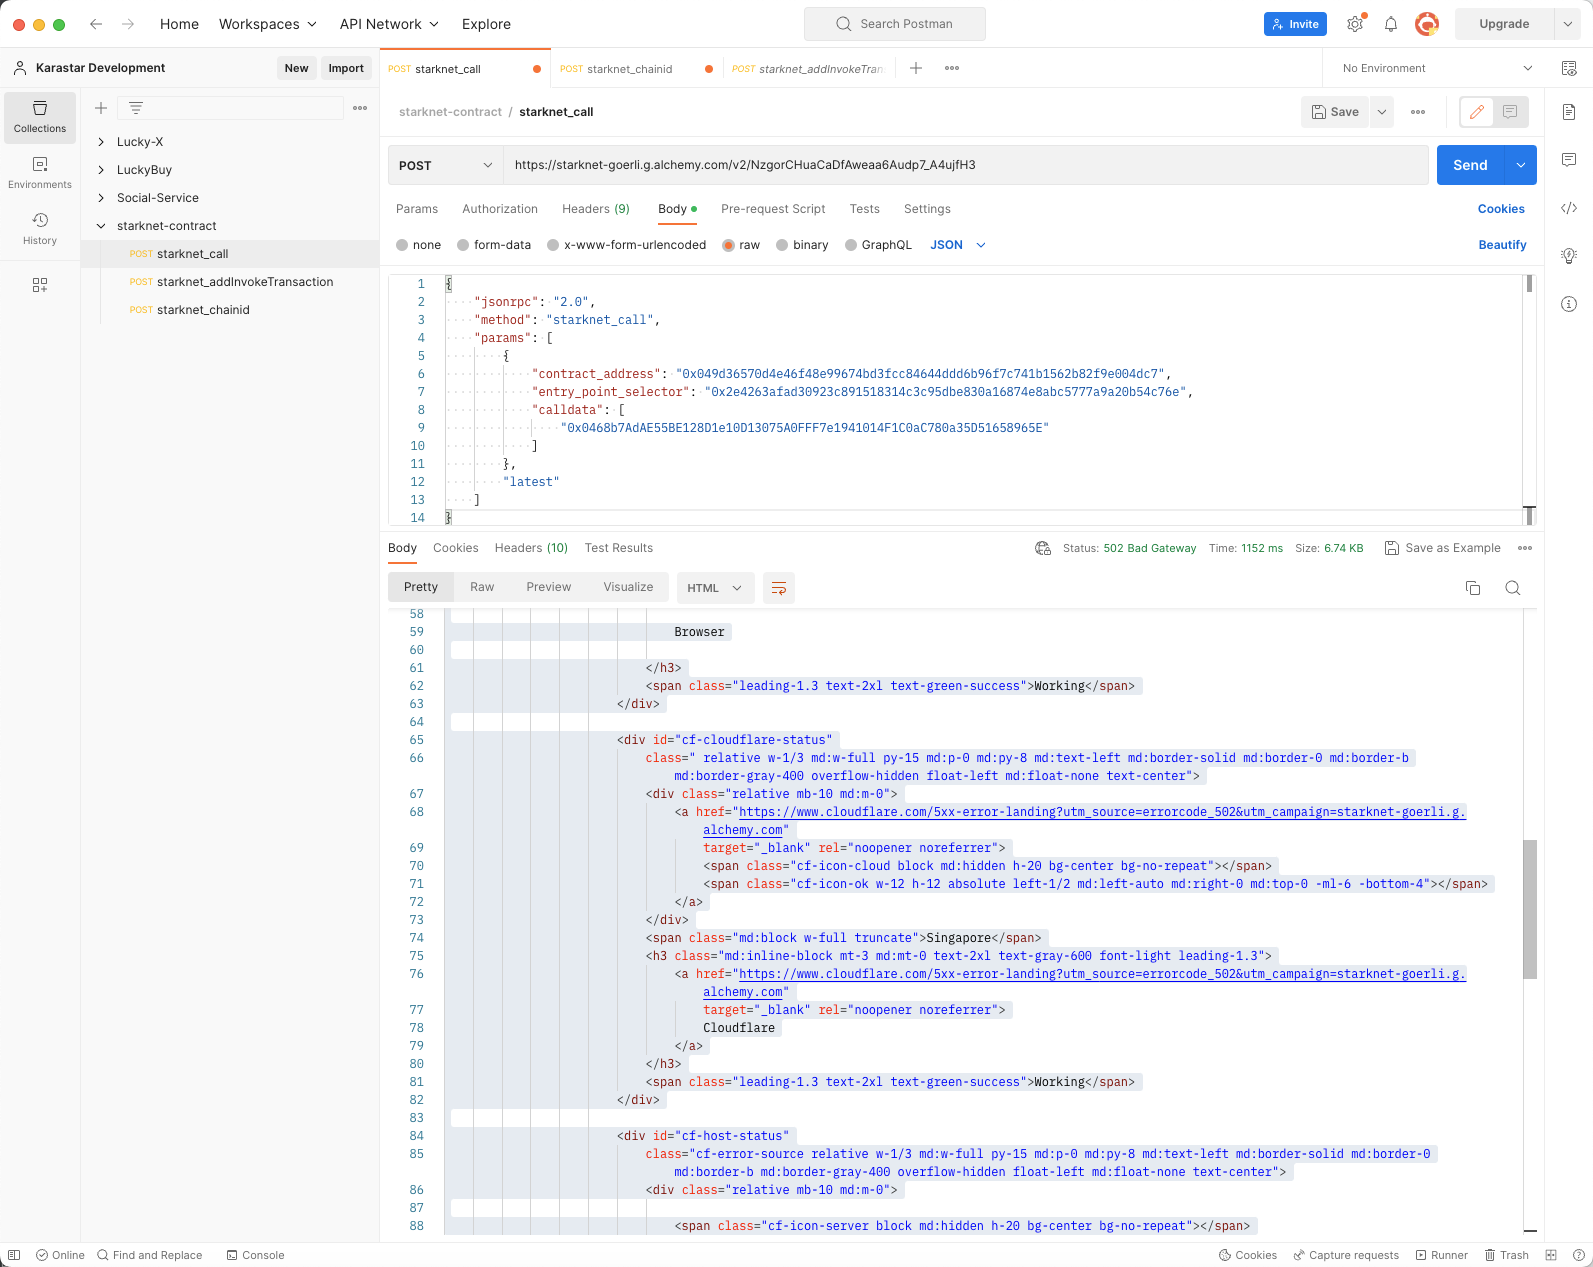 Home Workspaces API Network Explore Search Postman Invite Upgrade
Karastar Development New Import
POST starknet_call POST starknet_chainid POST starknet_addInvokeTran No Environment
Collections
Environments
History
Lucky-X
LuckyBuy
Social-Service
starknet-contract
POST starknet_call
POST starknet_addInvokeTransaction
POST starknet_chainid
starknet-contract / starknet_call Save
POST https://starknet-goerli.g.alchemy.com/v2/NzgorCHuaCaDfAweaa6Audp7_A4ujfH3 Send
Params Authorization Headers (9) Body Pre-request Script Tests Settings Cookies
none form-data x-www-form-urlencoded raw binary GraphQL JSON Beautify
1 {
2 "jsonrpc": "2.0",
3 "method": "starknet_call",
4 "params": [
5 {
6 "contract_address": "0x049d36570d4e46f48e99674bd3fcc84644ddd6b96f7c741b1562b82f9e004dc7",
7 "entry_point_selector": "0x2e4263afad30923c891518314c3c95dbe830a16874e8abc5777a9a20b54c76e",
8 "calldata": [
9 "0x0468b7AdAE55BE128D1e10D13075A0FFF7e1941014F1C0aC780a35D51658965E"
10 ]
11 },
12 "latest"
13 ]
14 }
Body Cookies Headers (10) Test Results Status: 502 Bad Gateway Time: 1152 ms Size: 6.74 KB Save as Example
Pretty Raw Preview Visualize HTML
58
59 Browser
60
61 </h3>
62 <span class="leading-1.3 text-2xl text-green-success">Working</span>
63 </div>
64
65 <div id="cf-cloudflare-status"
66 class=" relative w-1/3 md:w-full py-15 md:p-0 md:py-8 md:text-left md:border-solid md:border-0 md:border-b
md:border-gray-400 overflow-hidden float-left md:float-none text-center">
67 <div class="relative mb-10 md:m-0">
68 <a href="https://www.cloudflare.com/5xx-error-landing?utm_source=errorcode_502&utm_campaign=starknet-goerli.g.
alchemy.com"
69 target="_blank" rel="noopener noreferrer">
70 <span class="cf-icon-cloud block md:hidden h-20 bg-center bg-no-repeat"></span>
71 <span class="cf-icon-ok w-12 h-12 absolute left-1/2 md:left-auto md:right-0 md:top-0 -ml-6 -bottom-4"></span>
72 </a>
73 </div>
74 <span class="md:block w-full truncate">Singapore</span>
75 <h3 class="md:inline-block mt-3 md:mt-0 text-2xl text-gray-600 font-light leading-1.3">
76 <a href="https://www.cloudflare.com/5xx-error-landing?utm_source=errorcode_502&utm_campaign=starknet-goerli.g.
alchemy.com"
77 target="_blank" rel="noopener noreferrer">
78 Cloudflare
79 </a>
80 </h3>
81 <span class="leading-1.3 text-2xl text-green-success">Working</span>
82 </div>
83
84 <div id="cf-host-status"
85 class="cf-error-source relative w-1/3 md:w-full py-15 md:p-0 md:py-8 md:text-left md:border-solid md:border-0
md:border-b md:border-gray-400 overflow-hidden float-left md:float-none text-center">
86 <div class="relative mb-10 md:m-0">
87
88 <span class="cf-icon-server block md:hidden h-20 bg-center bg-no-repeat"></span>
Online Find and Replace Console Cookies Capture requests Runner Trash